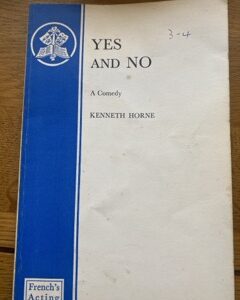 YES
AND NO
3-4
A Comedy
KENNETH HORNE
French's
Acting